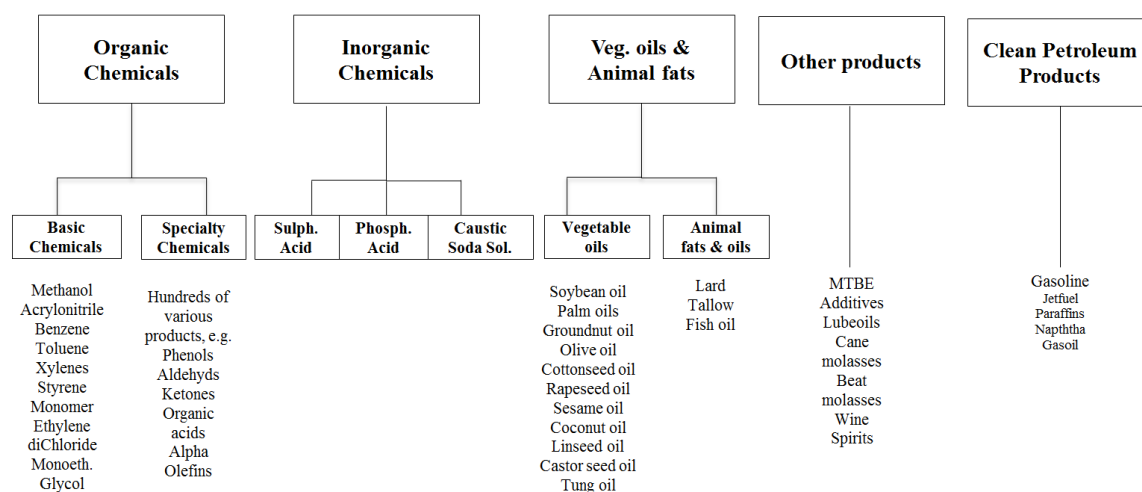 Organic
Chemicals
Inorganic
Chemicals
Veg. oils &
Animal fats
Other products
Clean Petroleum
Products
Basic
Chemicals
Specialty
Chemicals
Sulph.
Acid
Phosph.
Acid
Caustic
Soda Sol.
Vegetable
oils
Animal
fats & oils
Methanol
Acrylonitrile
Benzene
Toluene
Xylenes
Styrene
Monomer
Ethylene
diChloride
Monoeth.
Glycol
Hundreds of
various
products, e.g.
Phenols
Aldehyds
Ketones
Organic
acids
Alpha
Olefins
Soybean oil
Palm oils
Groundnut oil
Olive oil
Cottonseed oil
Rapeseed oil
Sesame oil
Coconut oil
Linseed oil
Castor seed oil
Tung oil
Lard
Tallow
Fish oil
MTBE
Additives
Lubeoils
Cane
molasses
Beat
molasses
Wine
Spirits
Gasoline
Jetfuel
Paraffins
Napththa
Gasoil